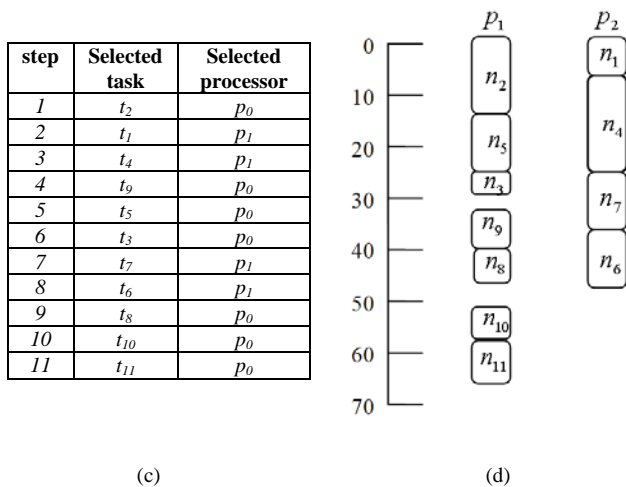 step Selected task Selected processor
1 t2 p0
2 t1 p1
3 t4 p1
4 t9 p0
5 t5 p0
6 t3 p0
7 t7 p1
8 t6 p1
9 t8 p0
10 t10 p0
11 t11 p0
(c)
p1 p2
0
10
20
30
40
50
60
70
n2
n5
n3
n9
n8
n10
n11
n1
n4
n7
n6
(d)